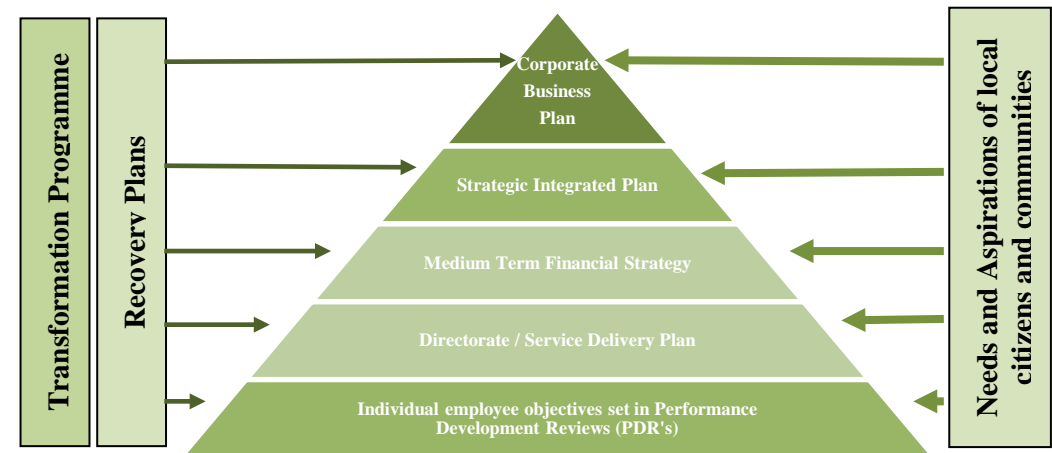 Transformation Programme
Recovery Plans
Corporate
Business
Plan
Strategic Integrated Plan
Medium Term Financial Strategy
Directorate / Service Delivery Plan
Individual employee objectives set in Performance
Development Reviews (PDR's)
Needs and Aspirations of local
citizens and communities